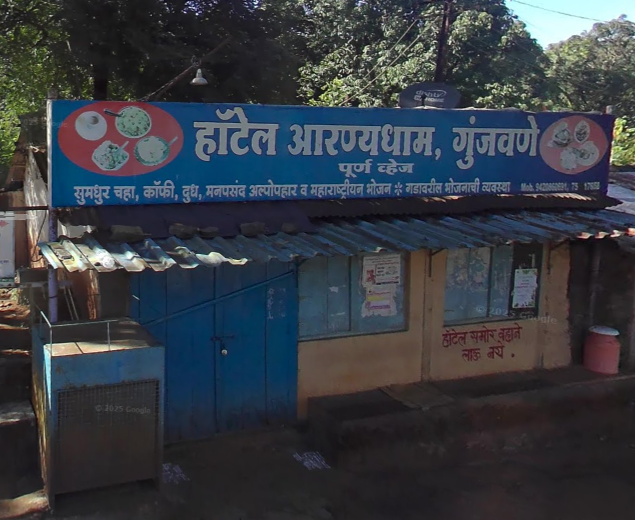 हॉटेल आरण्यधाम, गुंजवणे
पूर्ण व्हेज
सुमधुर चहा, कॉफी, दुध, मनपसंद अल्पोपहार व महाराष्ट्रीयन भोजन ❇ गडावरील भोजनाची व्यवस्था
हॉटेल समोर वहाने
लाऊ नये.
© 2025 Google